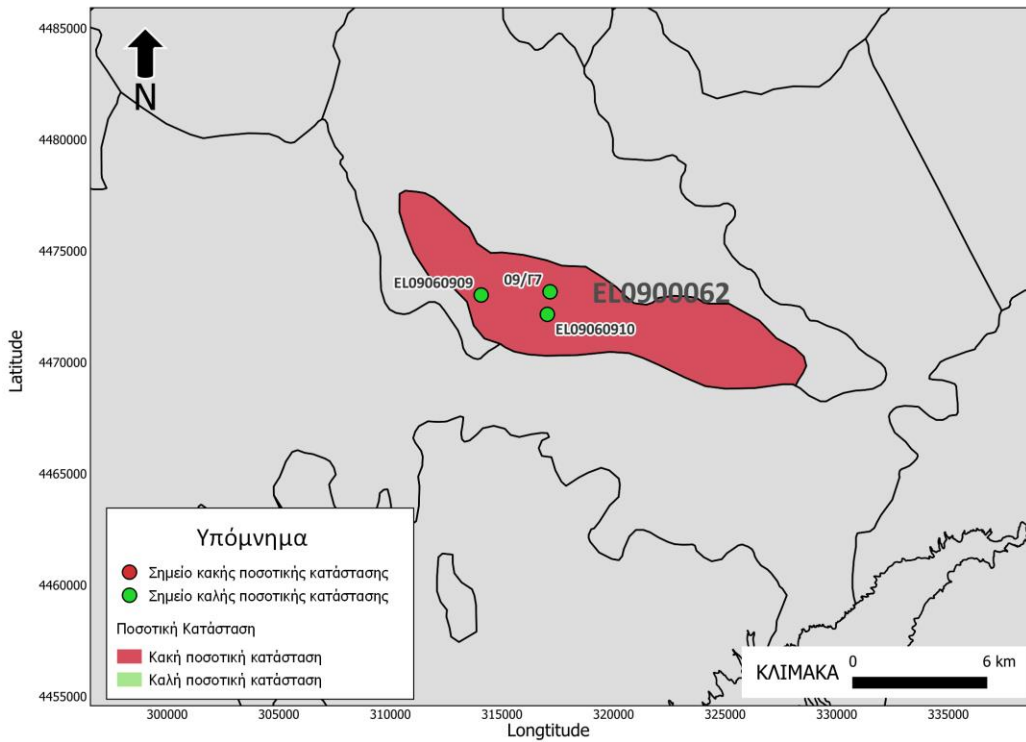 4485000
4480000
4475000
4470000
4465000
4460000
4455000
Latitude
N
EL09060909
09/Γ7
EL0900062
EL09060910
Υπόμνημα
Σημείο κακής ποσοτικής κατάστασης
Σημείο καλής ποσοτικής κατάστασης
Ποσοτική Κατάσταση
Κακή ποσοτική κατάσταση
Καλή ποσοτική κατάσταση
ΚΛΙΜΑΚΑ
0 6 km
300000 305000 310000 315000 320000 325000 330000 335000
Longtitude